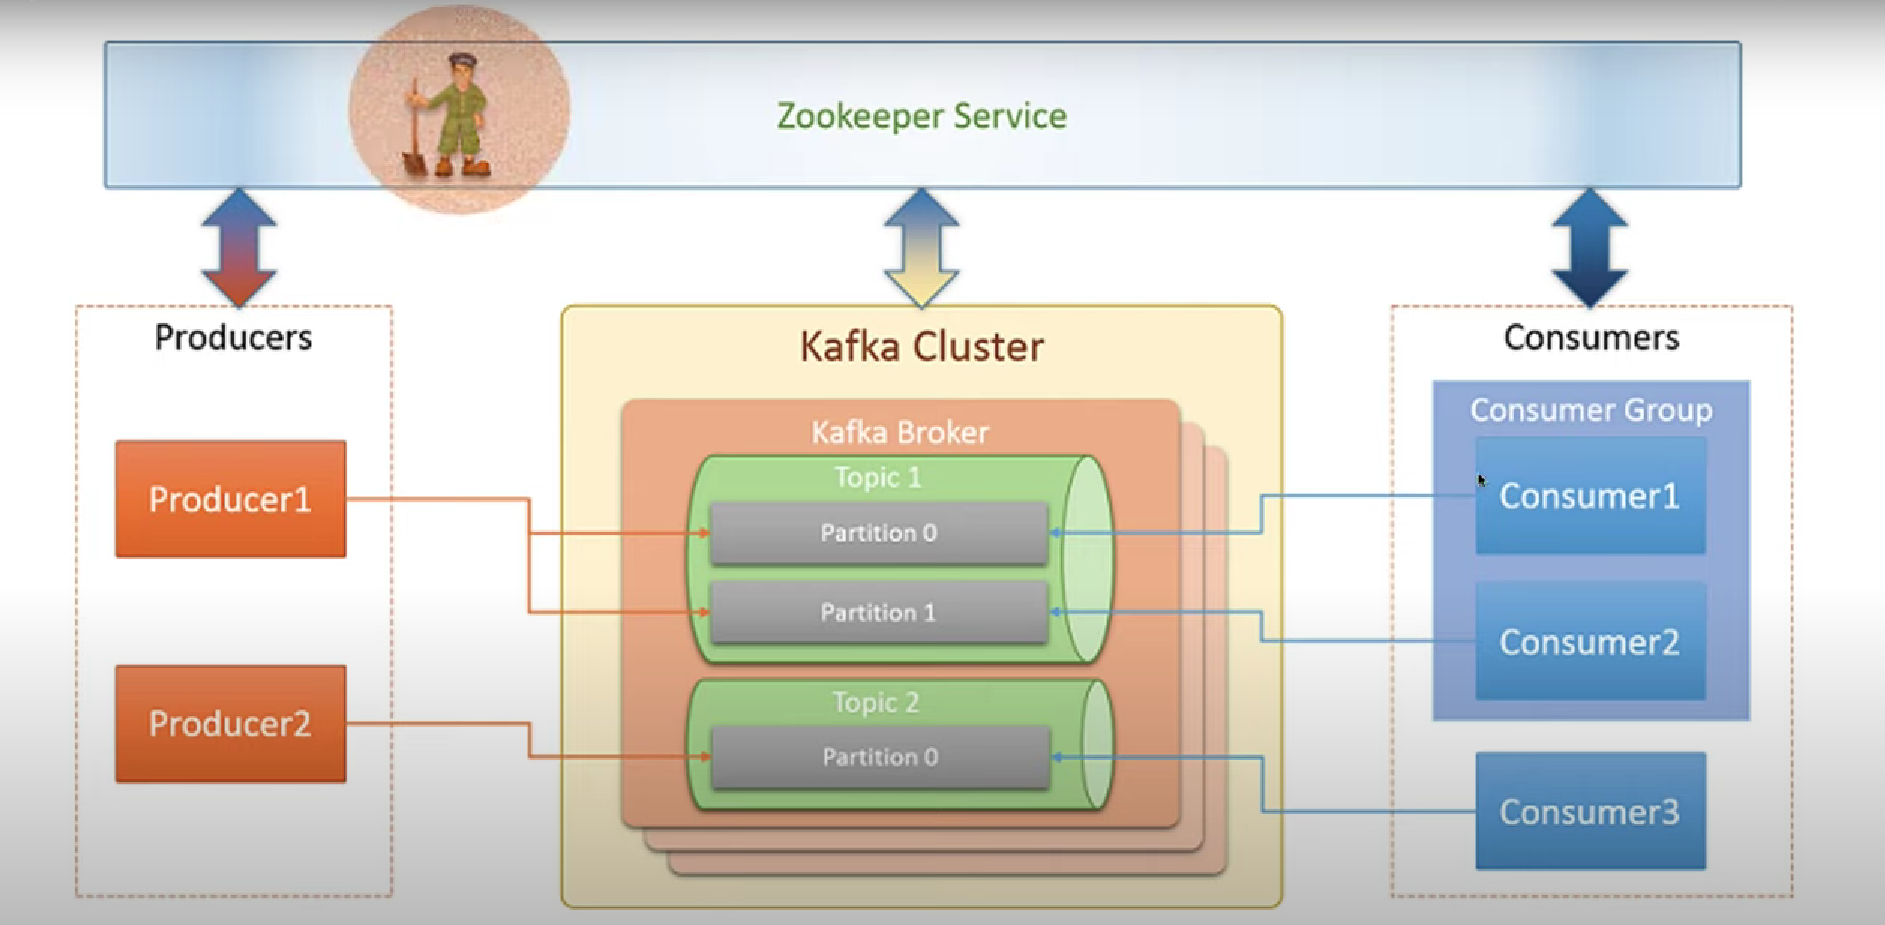 Zookeeper Service
Producers
Producer1
Producer2
Kafka Cluster
Kafka Broker
Topic 1
Partition 0
Partition 1
Topic 2
Partition 0
Consumers
Consumer Group
Consumer1
Consumer2
Consumer3